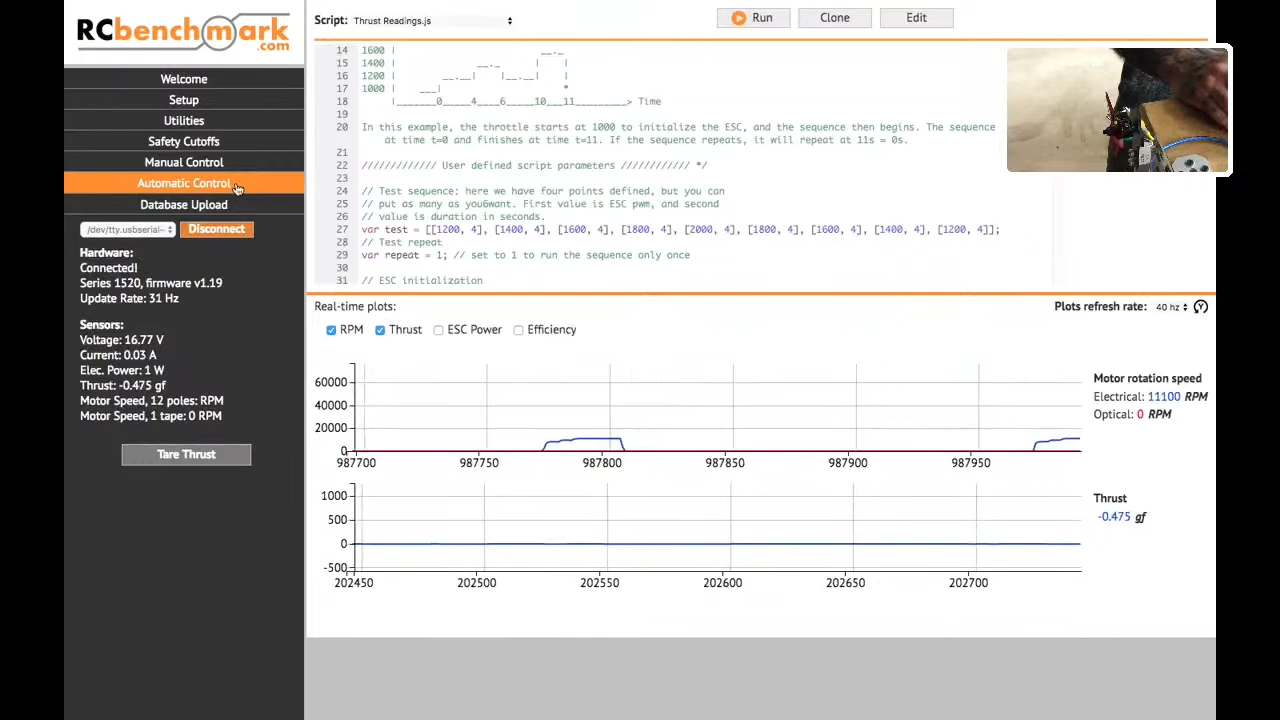 RCbenchmark
.com
Welcome
Setup
Utilities
Safety Cutoffs
Manual Control
Automatic Control
Database Upload
/dev/tty.usbserial- Disconnect
Hardware:
Connected!
Series 1520, firmware v1.19
Update Rate: 31 Hz
Sensors:
Voltage: 16.77 V
Current: 0.03 A
Elec. Power: 1 W
Thrust: -0.475 gf
Motor Speed, 12 poles: RPM
Motor Speed, 1 tape: 0 RPM
Tare Thrust
Script: Thrust Readings.js Run Clone Edit
14 1600 | __._
15 1400 | __._ | |
16 1200 | __.__| |__.__| |
17 1000 | ___| *
18 |_______0____4____6______10___11_________> Time
19
20 In this example, the throttle starts at 1000 to initialize the ESC, and the sequence then begins. The sequence
at time t=0 and finishes at time t=11. If the sequence repeats, it will repeat at 11s = 0s.
21
22 ///////////// User defined script parameters //////////// */
23
24 // Test sequence: here we have four points defined, but you can
25 // put as many as you6want. First value is ESC pwm, and second
26 // value is duration in seconds.
27 var test = [[1200, 4], [1400, 4], [1600, 4], [1800, 4], [2000, 4], [1800, 4], [1600, 4], [1400, 4], [1200, 4]];
28 // Test repeat
29 var repeat = 1; // set to 1 to run the sequence only once
30
31 // ESC initialization
Real-time plots: Plots refresh rate: 40 hz
RPM Thrust ESC Power Efficiency
60000
40000
20000
0
987700 987750 987800 987850 987900 987950
Motor rotation speed
Electrical: 11100 RPM
Optical: 0 RPM
1000
500
0
-500
202450 202500 202550 202600 202650 202700
Thrust
-0.475 gf